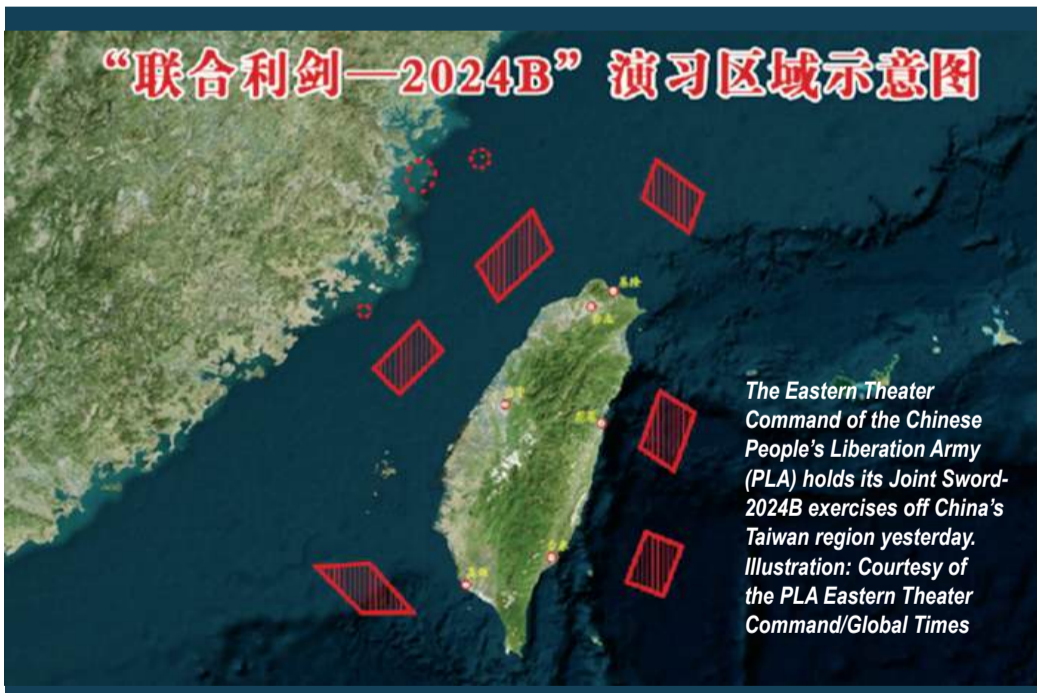 “联合利剑—2024B”演习区域示意图
基隆
The Eastern Theater
Command of the Chinese
People’s Liberation Army
(PLA) holds its Joint Sword-
2024B exercises off China’s
Taiwan region yesterday.
Illustration: Courtesy of
the PLA Eastern Theater
Command/Global Times